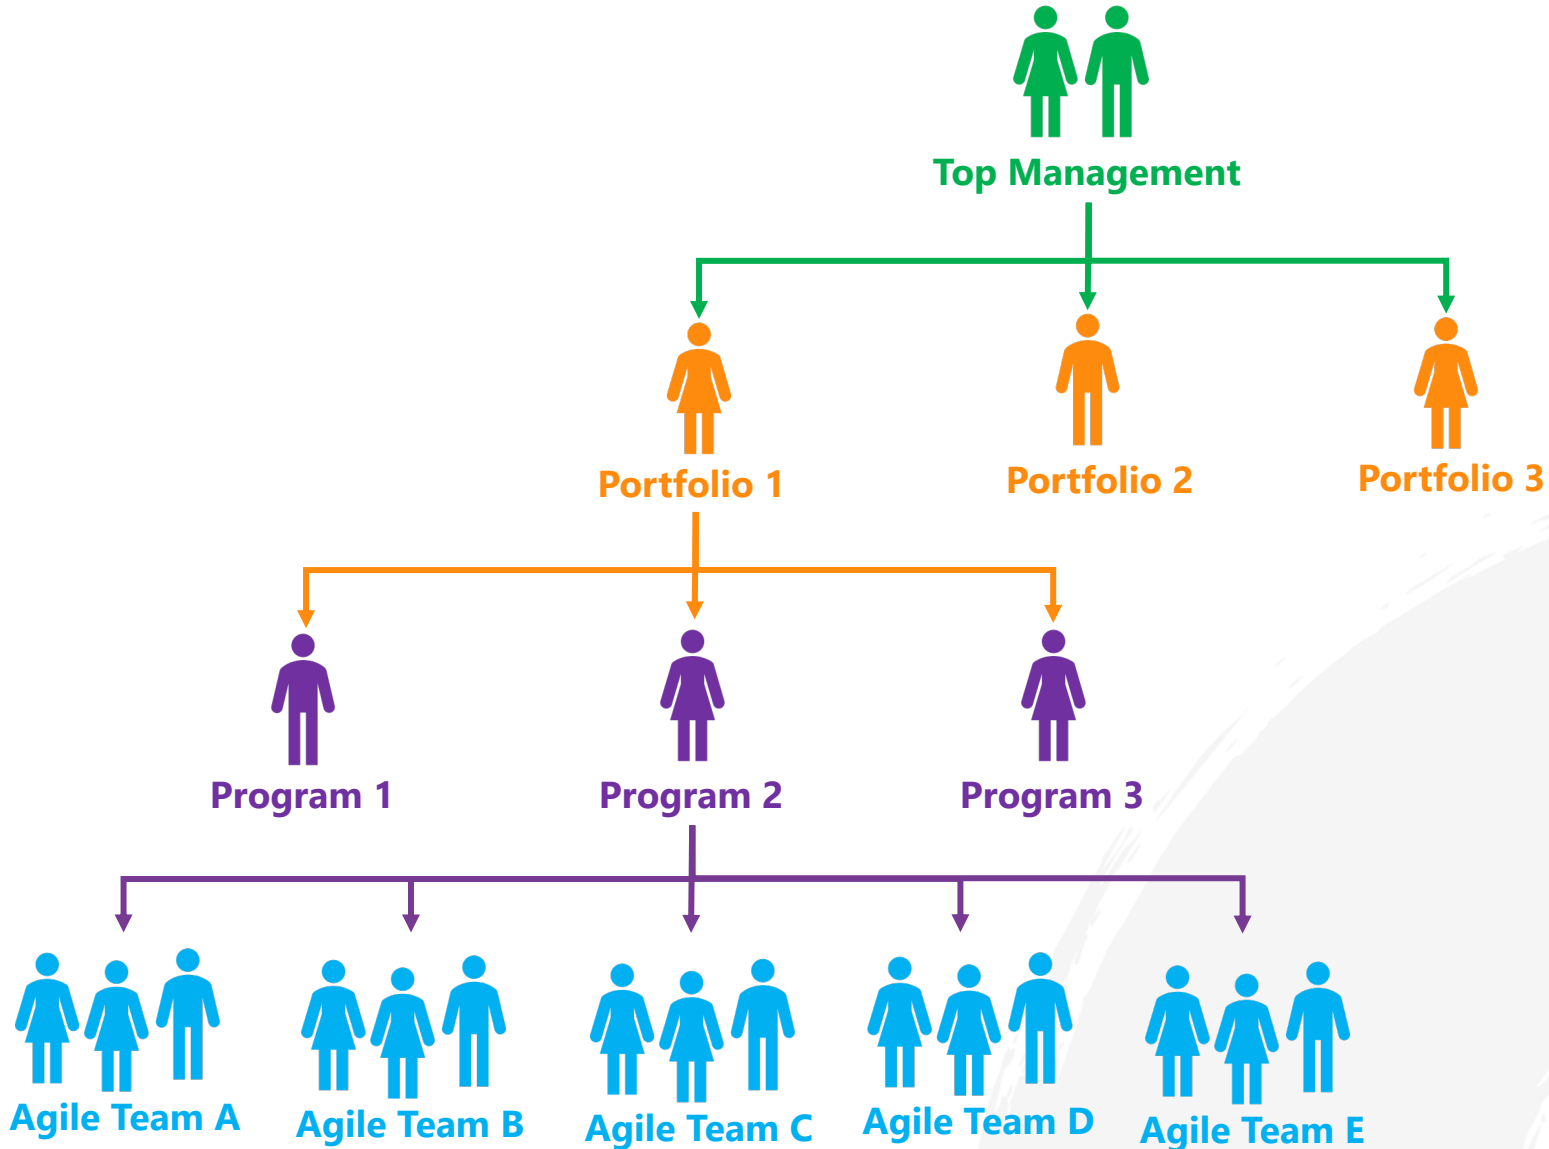 Top Management
Portfolio 1
Portfolio 2
Portfolio 3
Program 1
Program 2
Program 3
Agile Team A
Agile Team B
Agile Team C
Agile Team D
Agile Team E